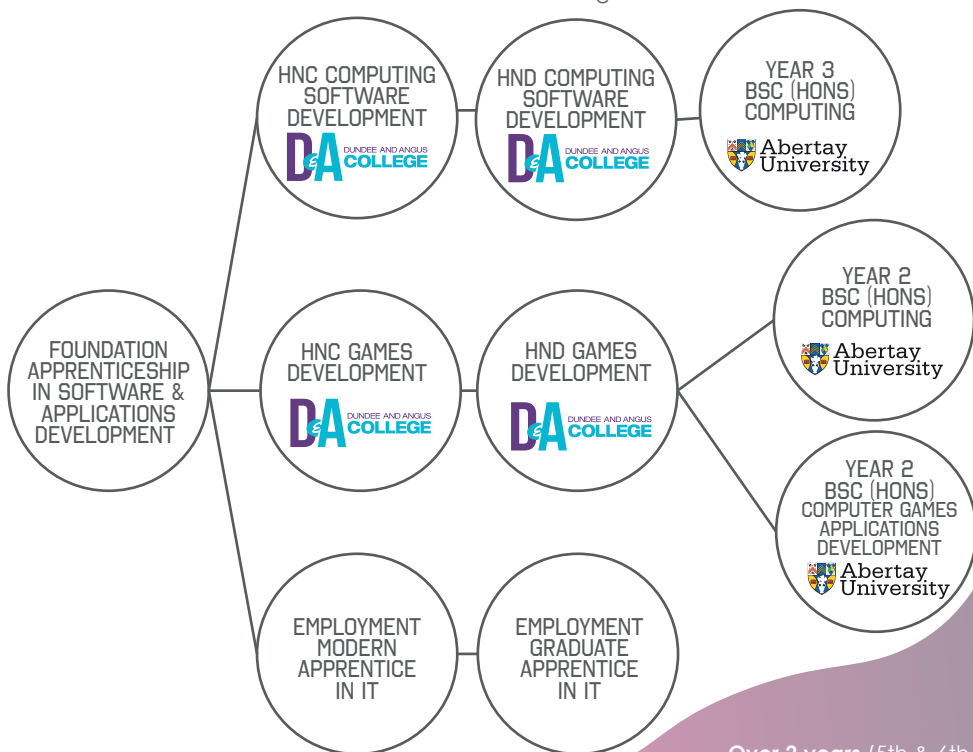 HNC COMPUTING
SOFTWARE
DEVELOPMENT
D&A DUNDEE AND ANGUS
COLLEGE
HND COMPUTING
SOFTWARE
DEVELOPMENT
D&A DUNDEE AND ANGUS
COLLEGE
YEAR 3
BSC (HONS)
COMPUTING
Abertay
University
FOUNDATION
APPRENTICESHIP
IN SOFTWARE &
APPLICATIONS
DEVELOPMENT
HNC GAMES
DEVELOPMENT
D&A DUNDEE AND ANGUS
COLLEGE
HND GAMES
DEVELOPMENT
D&A DUNDEE AND ANGUS
COLLEGE
YEAR 2
BSC (HONS)
COMPUTING
Abertay
University
YEAR 2
BSC (HONS)
COMPUTER GAMES
APPLICATIONS
DEVELOPMENT
Abertay
University
EMPLOYMENT
MODERN
APPRENTICE
IN IT
EMPLOYMENT
GRADUATE
APPRENTICE
IN IT
Over 2 years (5th & 6th